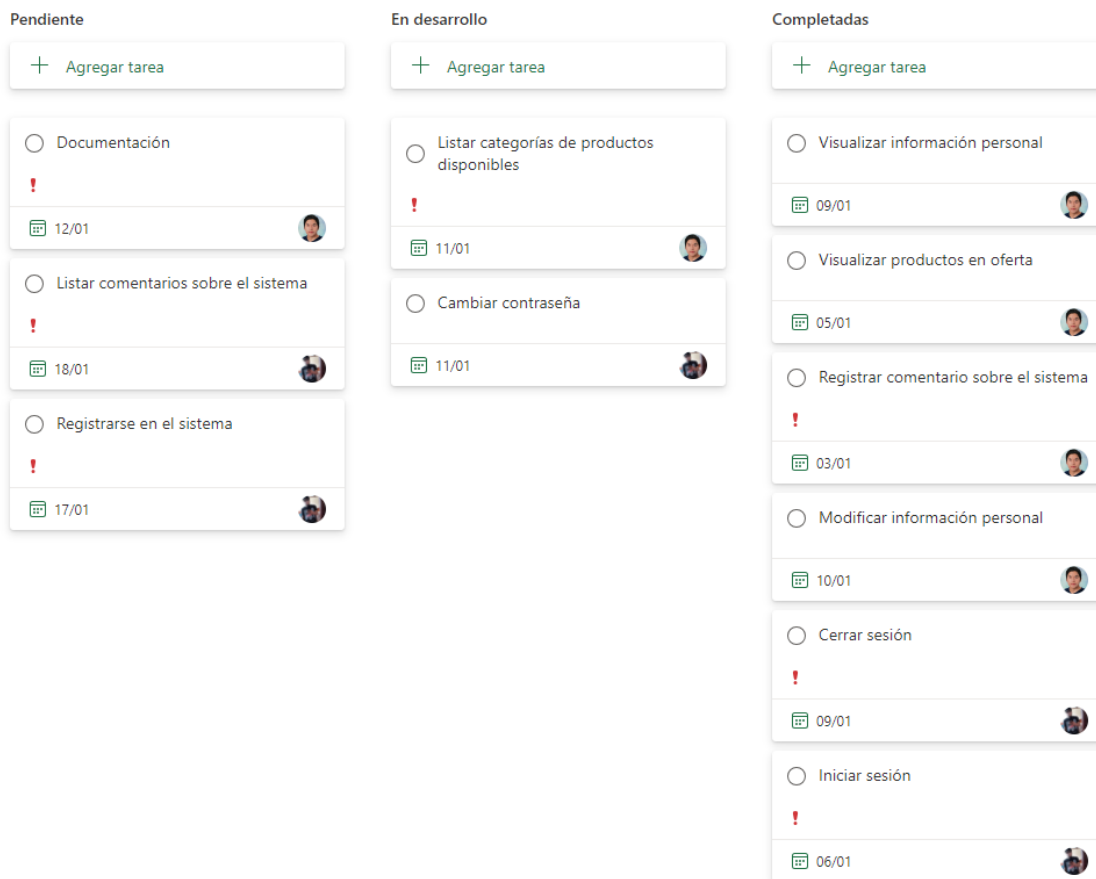 Pendiente
Agregar tarea
Documentación
12/01
Listar comentarios sobre el sistema
18/01
Registrarse en el sistema
17/01
En desarrollo
Agregar tarea
Listar categorías de productos
disponibles
11/01
Cambiar contraseña
11/01
Completadas
Agregar tarea
Visualizar información personal
09/01
Visualizar productos en oferta
05/01
Registrar comentario sobre el sistema
03/01
Modificar información personal
10/01
Cerrar sesión
09/01
Iniciar sesión
06/01